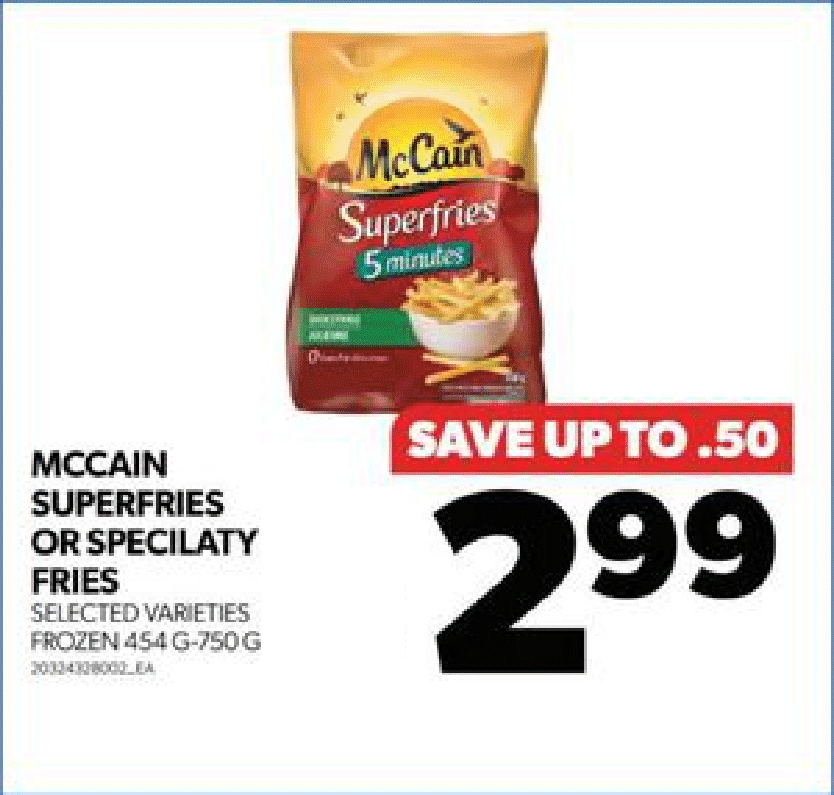 McCain
Superfries
5 minutes
SAVE UP TO .50
2 99
MCCAIN
SUPERFRIES
OR SPECILATY
FRIES
SELECTED VARIETIES
FROZEN 454 G-750 G
20324328002_EA